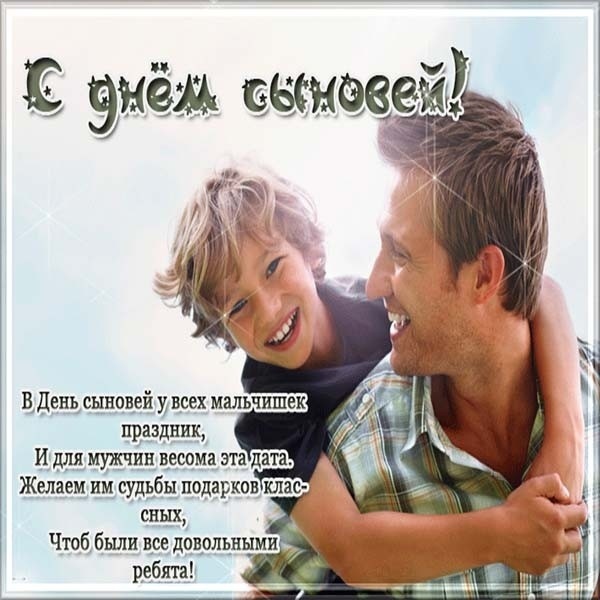 С днём сыновей!
В День сыновей у всех мальчишек
праздник,
И для мужчин весома эта дата.
Желаем им судьбы подарков клас-
сных,
Чтоб были все довольными
ребята!